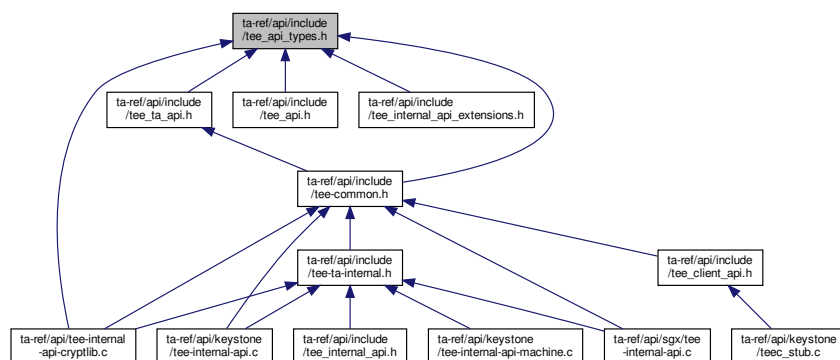 ta-ref/api/include
/tee_api_types.h
ta-ref/api/include
/tee_ta_api.h
ta-ref/api/include
/tee_api.h
ta-ref/api/include
/tee_internal_api_extensions.h
ta-ref/api/include
/tee-common.h
ta-ref/api/include
/tee-ta-internal.h
ta-ref/api/include
/tee_client_api.h
ta-ref/api/tee-internal
-api-cryptlib.c
ta-ref/api/keystone
/tee-internal-api.c
ta-ref/api/include
/tee_internal_api.h
ta-ref/api/keystone
/tee-internal-api-machine.c
ta-ref/api/sgx/tee
-internal-api.c
ta-ref/api/keystone
/teec_stub.c